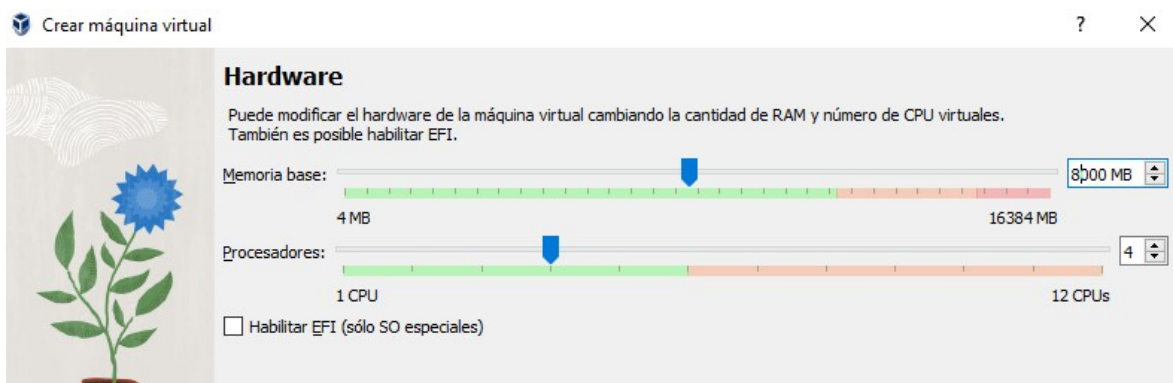 Crear máquina virtual
?
Hardware
Puede modificar el hardware de la máquina virtual cambiando la cantidad de RAM y número de CPU virtuales.
También es posible habilitar EFI.
Memoria base:
8000 MB
4 MB
16384 MB
Procesadores:
4
1 CPU
12 CPUs
Habilitar EFI (sólo SO especiales)